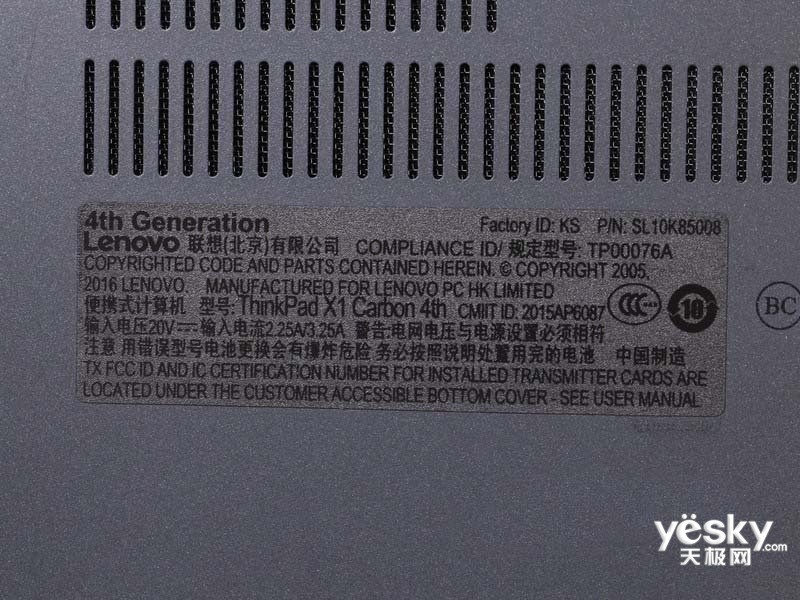 4th Generation
Factory ID: KS P/N: SL10K85008
Lenovo 联想(北京)有限公司 COMPLIANCE ID/ 规定型号: TP00076A
COPYRIGHTED CODE AND PARTS CONTAINED HEREIN. © COPYRIGHT 2005,
2016 LENOVO. MANUFACTURED FOR LENOVO PC HK LIMITED
便携式计算机 型号: ThinkPad X1 Carbon 4th CMIIT ID: 2015AP6087
CCC 10
BC
输入电压20V 输入电流2.25A/3.25A 警告:电网电压与电源设置必须相符
注意 用错误型号电池更换会有爆炸危险 务必按照说明处置用完的电池 中国制造
TX FCC ID AND IC CERTIFICATION NUMBER FOR INSTALLED TRANSMITTER CARDS ARE
LOCATED UNDER THE CUSTOMER ACCESSIBLE BOTTOM COVER - SEE USER MANUAL
yësky.com
天极网